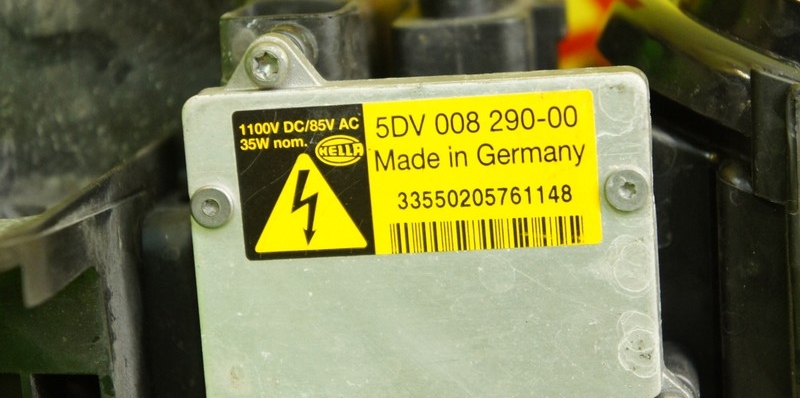 1100V DC/85V AC
35W nom.
HELLA
5DV 008 290-00
Made in Germany
33550205761148